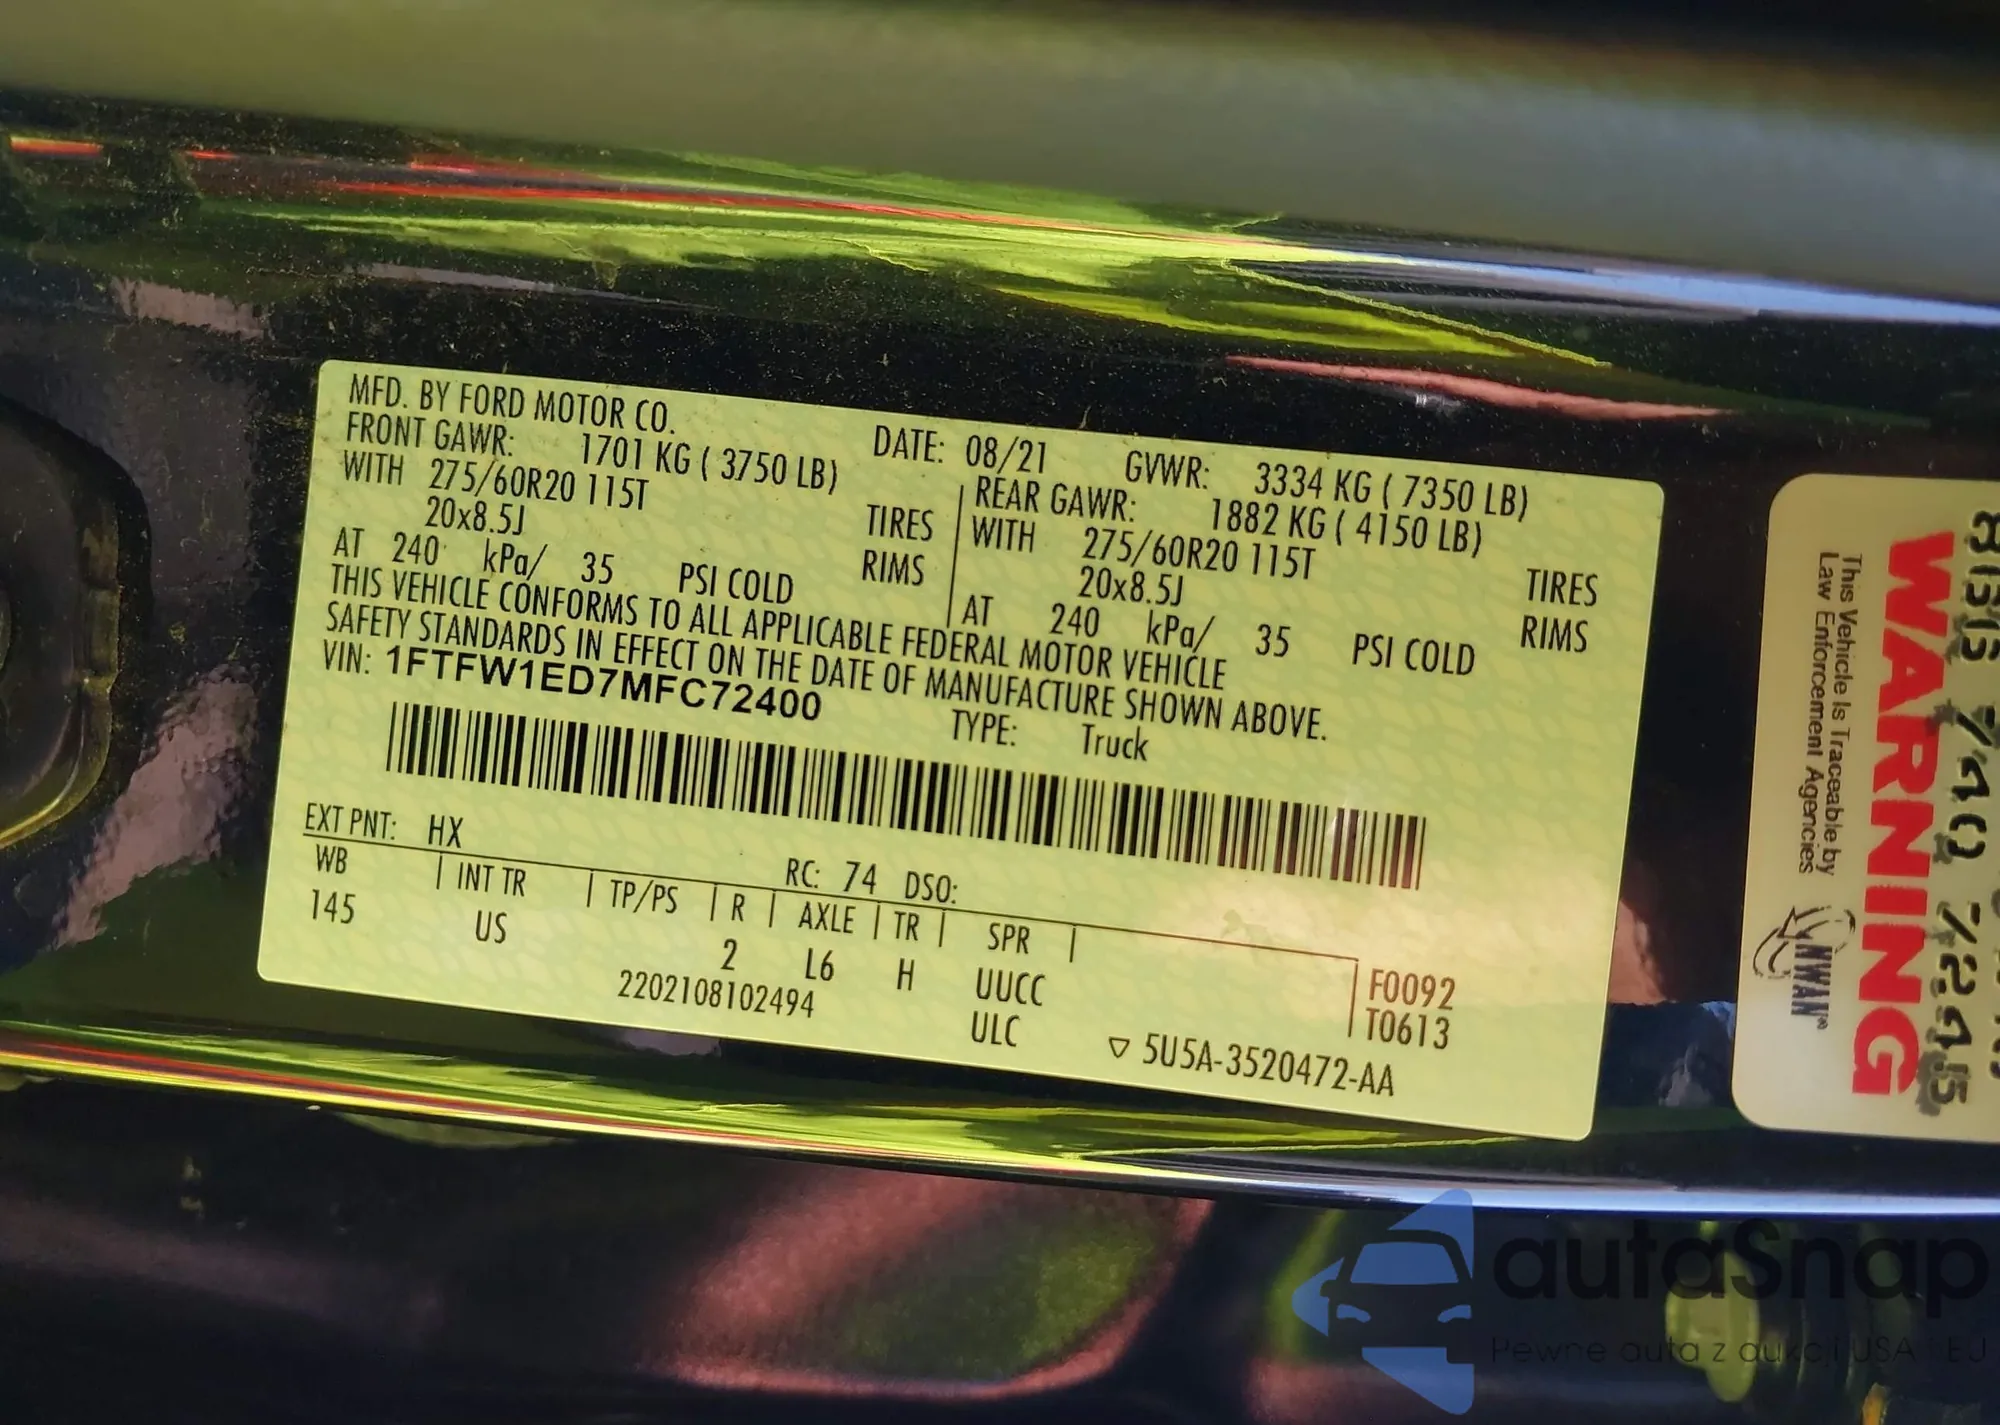 MFD. BY FORD MOTOR CO. DATE: 08/21 GVWR: 3334 KG ( 7350 LB)
FRONT GAWR: 1701 KG ( 3750 LB) REAR GAWR: 1882 KG ( 4150 LB)
WITH 275/60R20 115T TIRES WITH 275/60R20 115T TIRES
20x8.5J RIMS 20x8.5J RIMS
AT 240 kPa/ 35 PSI COLD AT 240 kPa/ 35 PSI COLD
THIS VEHICLE CONFORMS TO ALL APPLICABLE FEDERAL MOTOR VEHICLE
SAFETY STANDARDS IN EFFECT ON THE DATE OF MANUFACTURE SHOWN ABOVE.
VIN: 1FTFW1ED7MFC72400 TYPE: Truck
EXT PNT: HX RC: 74 DSO:
WB INT TR TP/PS R AXLE TR SPR
145 US 2 L6 H UUCC F0092
2202108102494 ULC T0613
▽ 5U5A-3520472-AA
WARNING
This Vehicle Is Traceable by
Law Enforcement Agencies
NWAN®
autaSnap
Pewne auta z aukcji USA